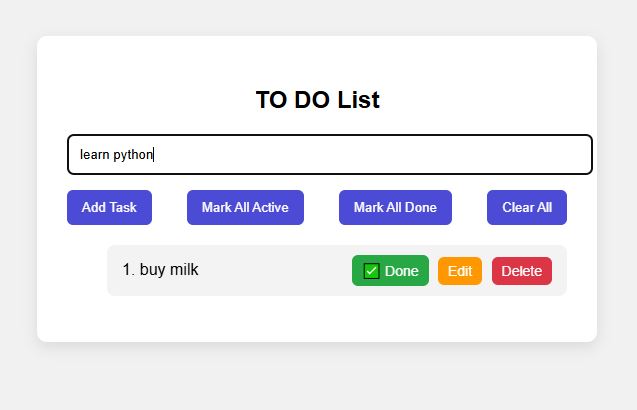 TO DO List
learn python
Add Task Mark All Active Mark All Done Clear All
1. buy milk ✅ Done Edit Delete